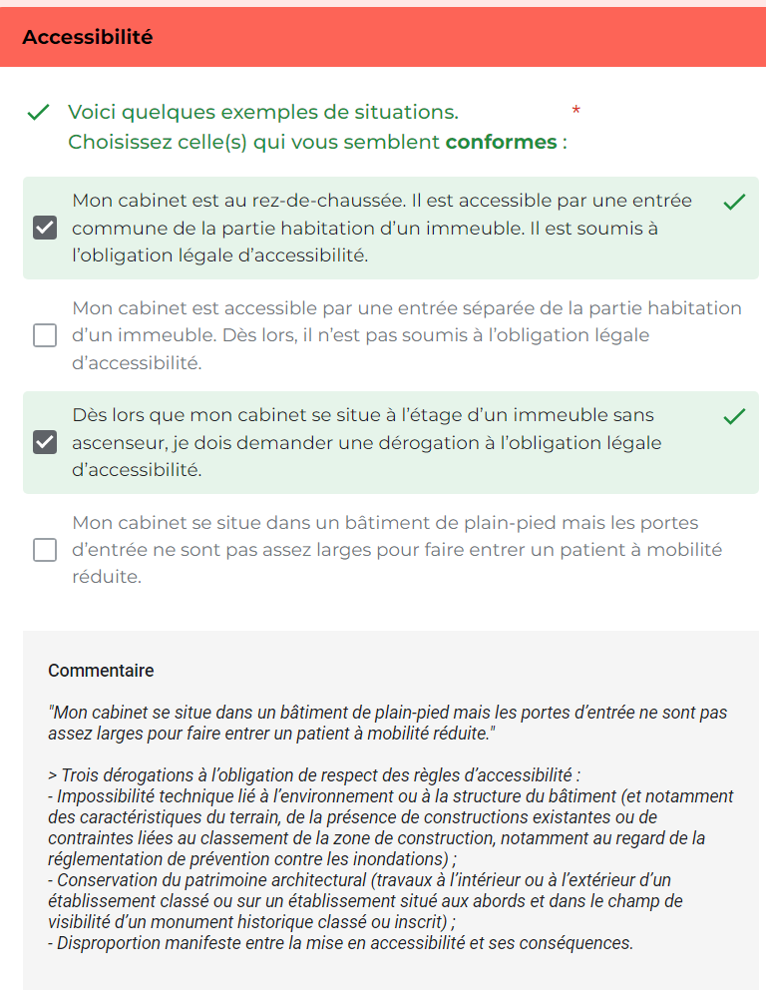 Accessibilité
Voici quelques exemples de situations. *
Choisissez celle(s) qui vous semblent conformes :
Mon cabinet est au rez-de-chaussée. Il est accessible par une entrée
commune de la partie habitation d’un immeuble. Il est soumis à
l’obligation légale d’accessibilité.
Mon cabinet est accessible par une entrée séparée de la partie habitation
d’un immeuble. Dès lors, il n’est pas soumis à l’obligation légale
d’accessibilité.
Dès lors que mon cabinet se situe à l’étage d’un immeuble sans
ascenseur, je dois demander une dérogation à l’obligation légale
d’accessibilité.
Mon cabinet se situe dans un bâtiment de plain-pied mais les portes
d’entrée ne sont pas assez larges pour faire entrer un patient à mobilité
réduite.
Commentaire
"Mon cabinet se situe dans un bâtiment de plain-pied mais les portes d’entrée ne sont pas
assez larges pour faire entrer un patient à mobilité réduite."
> Trois dérogations à l’obligation de respect des règles d’accessibilité :
- Impossibilité technique lié à l’environnement ou à la structure du bâtiment (et notamment
des caractéristiques du terrain, de la présence de constructions existantes ou de
contraintes liées au classement de la zone de construction, notamment au regard de la
réglementation de prévention contre les inondations) ;
- Conservation du patrimoine architectural (travaux à l’intérieur ou à l’extérieur d’un
établissement classé ou sur un établissement situé aux abords et dans le champ de
visibilité d’un monument historique classé ou inscrit) ;
- Disproportion manifeste entre la mise en accessibilité et ses conséquences.